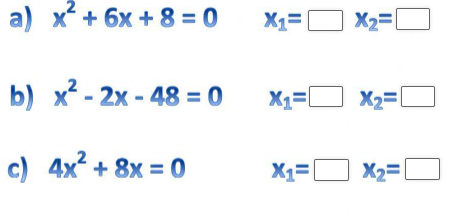 a) x² + 6x + 8 = 0 x₁= x₂=
b) x² - 2x - 48 = 0 x₁= x₂=
c) 4x² + 8x = 0 x₁= x₂=